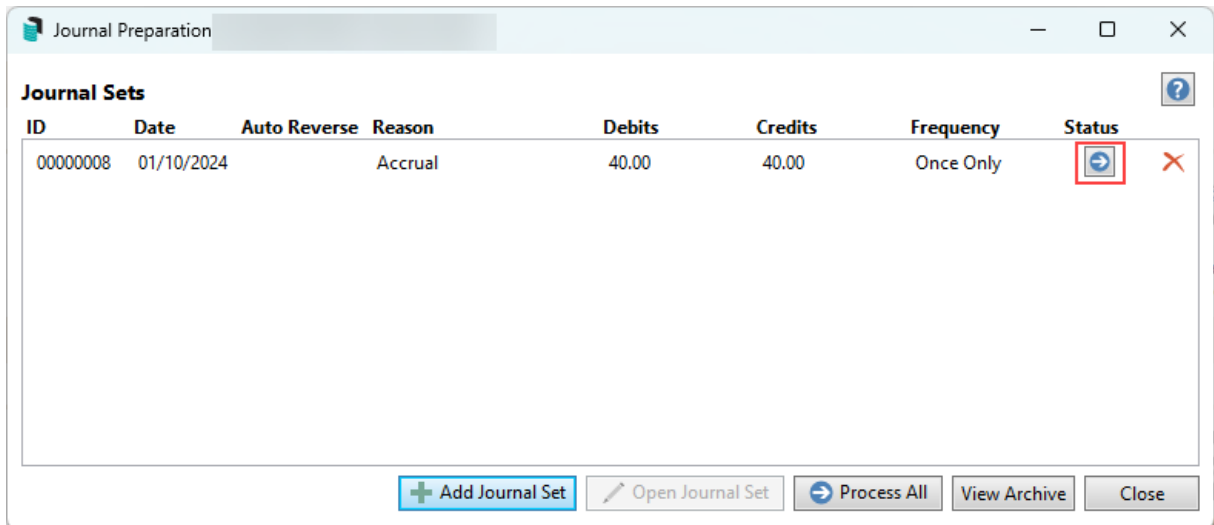 Journal Preparation
Journal Sets
ID Date Auto Reverse Reason Debits Credits Frequency Status
00000008 01/10/2024 Accrual 40.00 40.00 Once Only
Add Journal Set Open Journal Set Process All View Archive Close